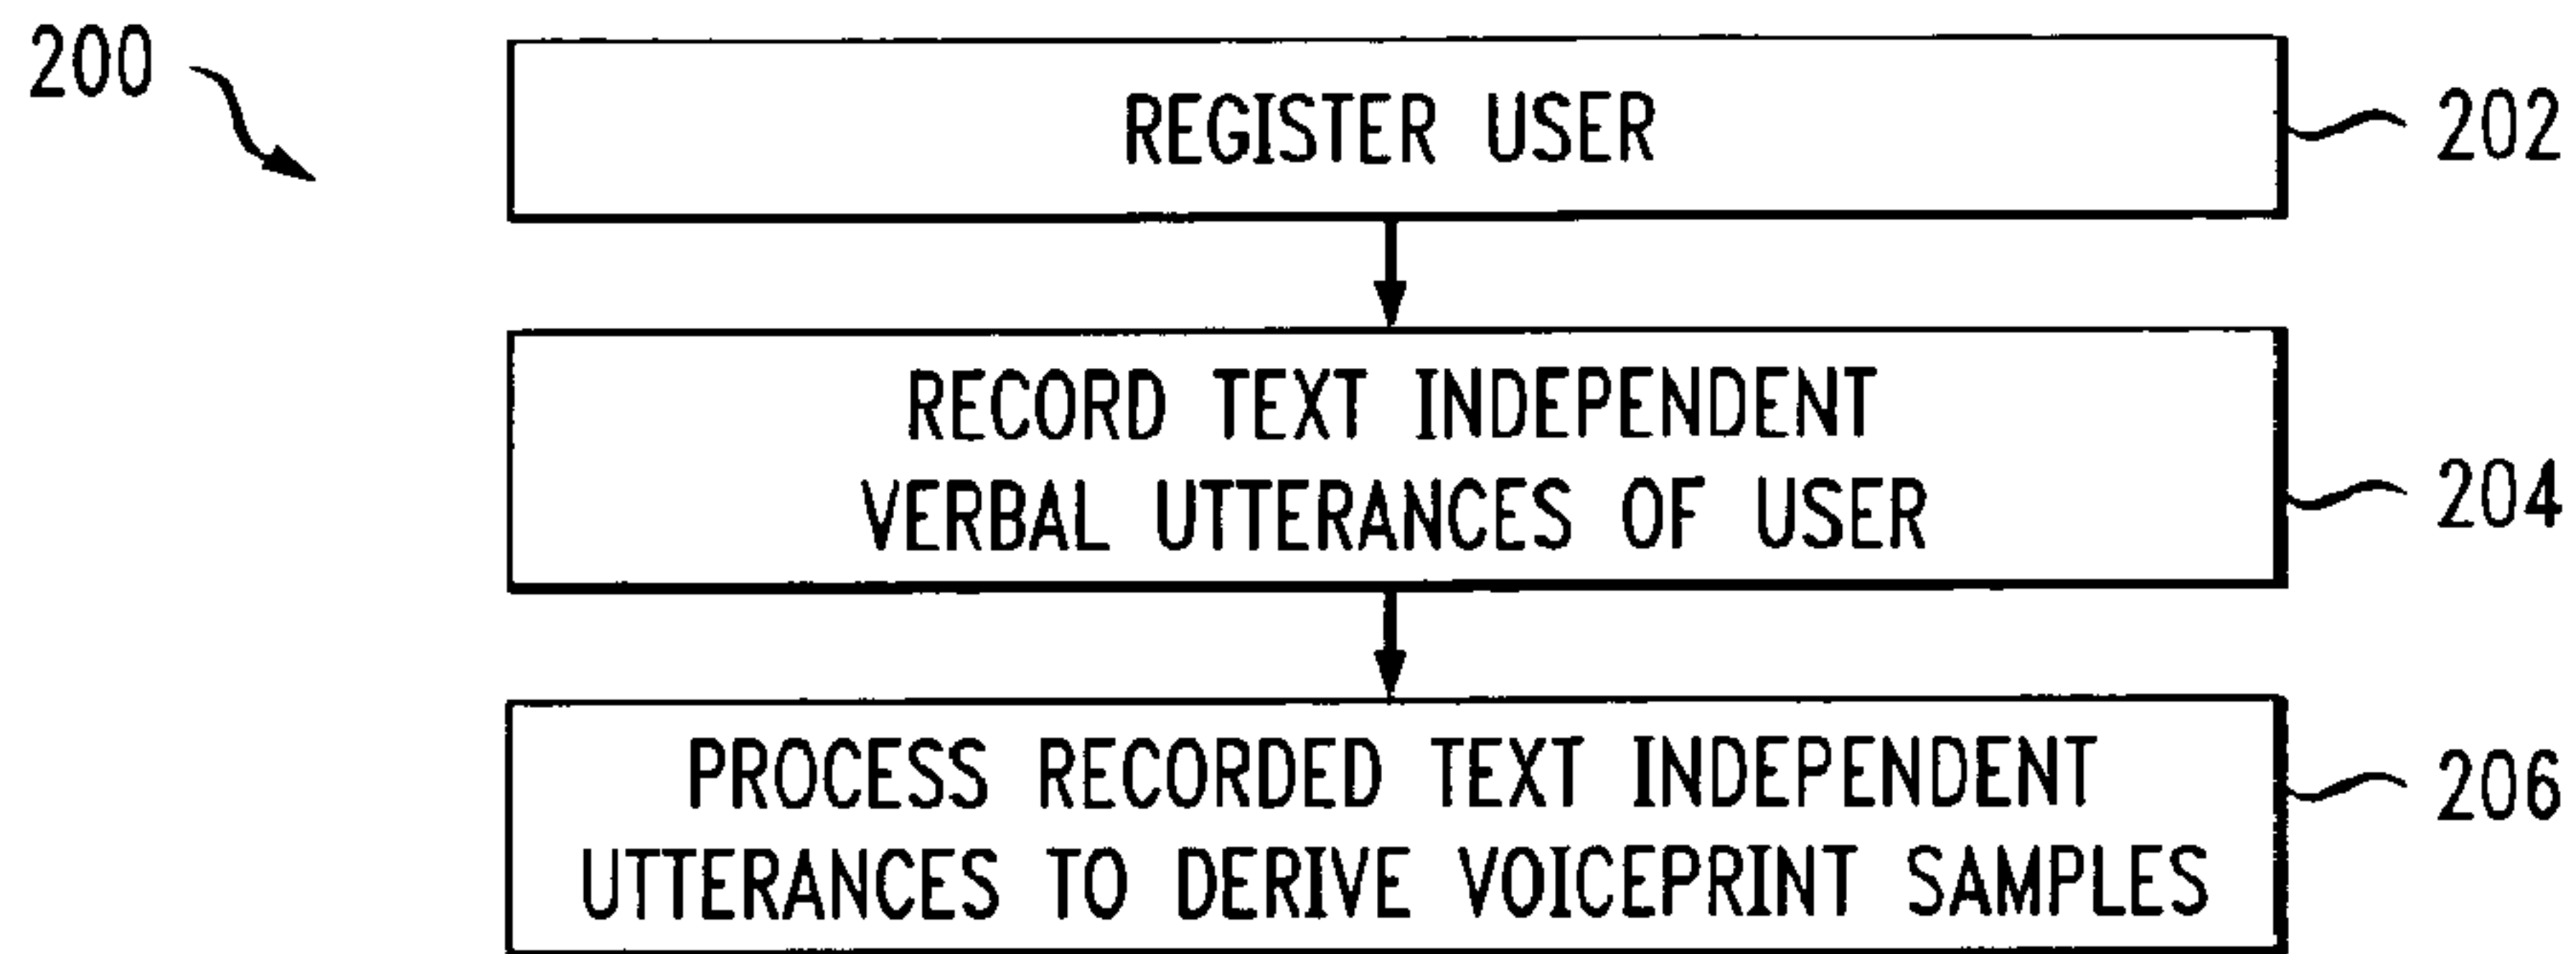 200
REGISTER USER
202
RECORD TEXT INDEPENDENT
VERBAL UTTERANCES OF USER
204
PROCESS RECORDED TEXT INDEPENDENT
UTTERANCES TO DERIVE VOICEPRINT SAMPLES
206